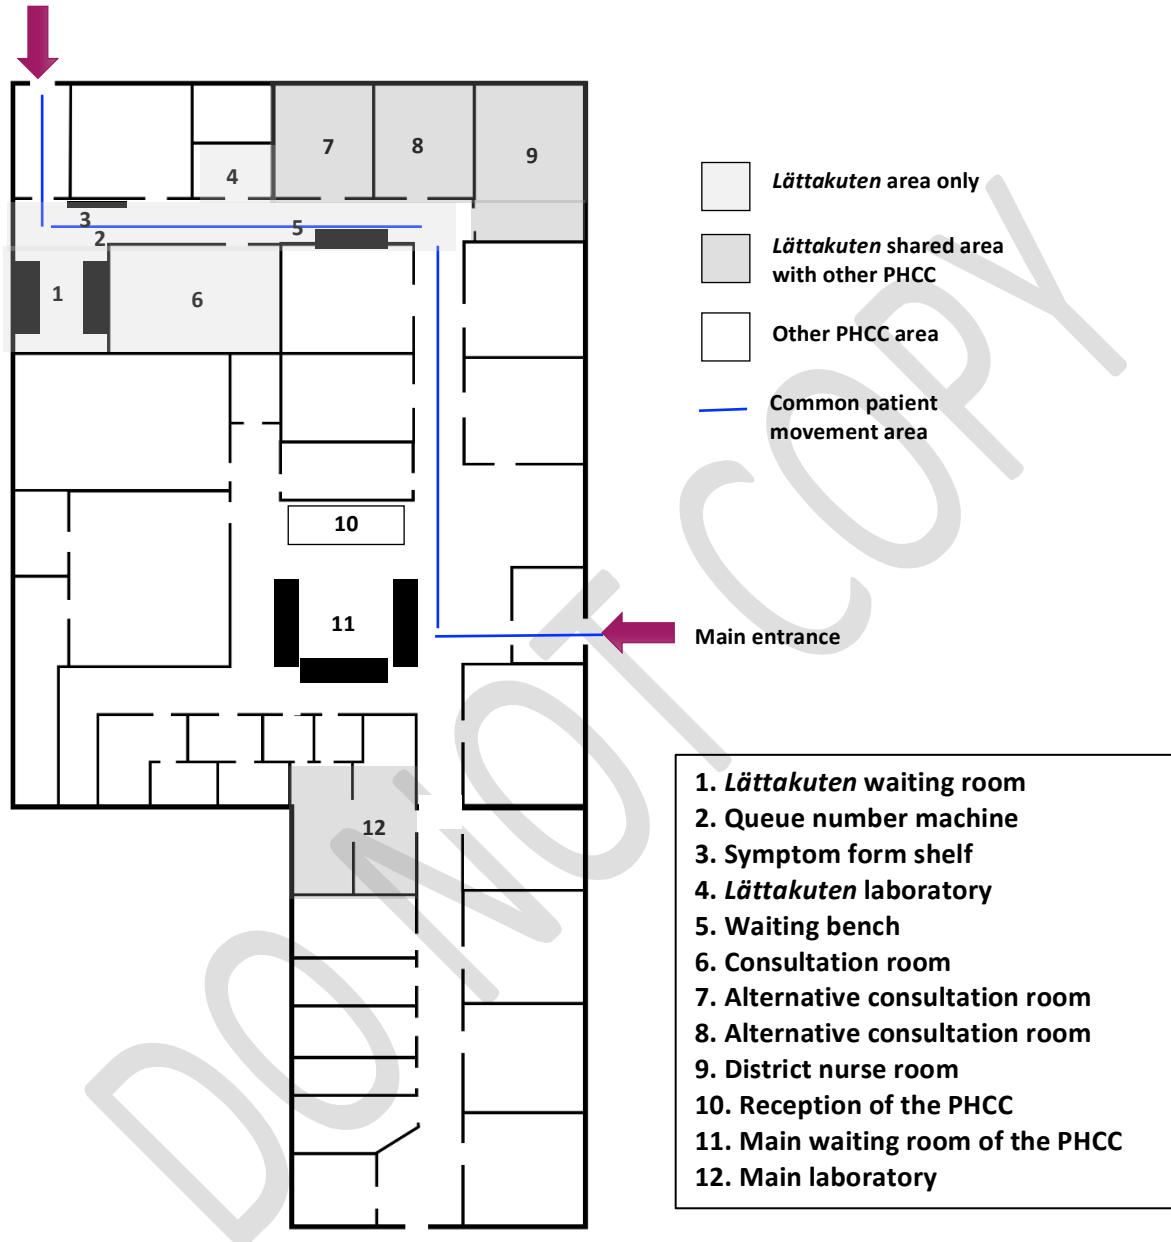 7
8
9
4
3
5
2
1
6
10
11
12
Lättakuten area only
Lättakuten shared area
with other PHCC
Other PHCC area
Common patient
movement area
Main entrance
1. Lättakuten waiting room
2. Queue number machine
3. Symptom form shelf
4. Lättakuten laboratory
5. Waiting bench
6. Consultation room
7. Alternative consultation room
8. Alternative consultation room
9. District nurse room
10. Reception of the PHCC
11. Main waiting room of the PHCC
12. Main laboratory
DO NOT COPY